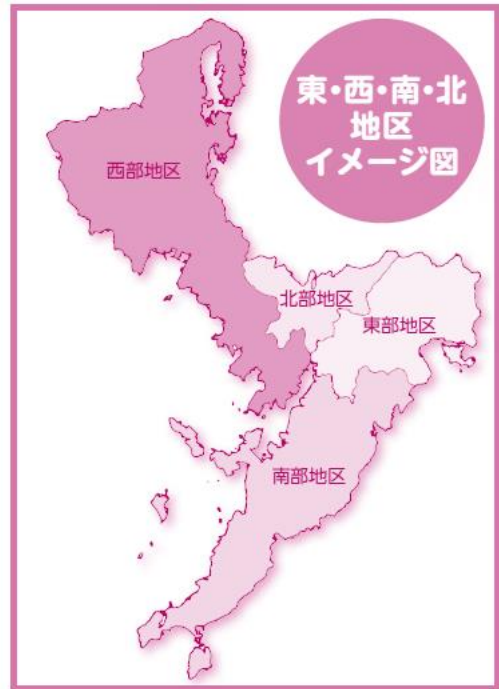 東・西・南・北
地区
イメージ図
西部地区
北部地区
東部地区
南部地区